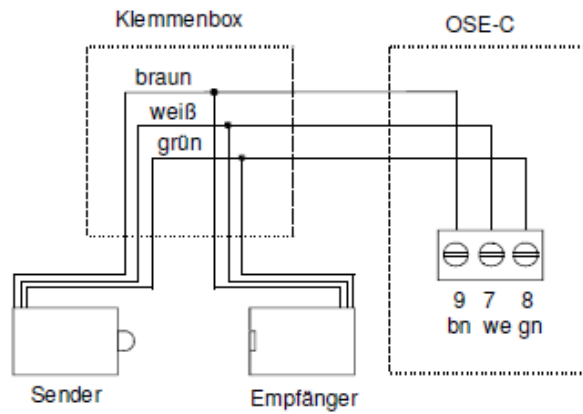 Klemmenbox
OSE-C
braun
weiß
grün
9 7 8
bn we gn
Sender
Empfänger